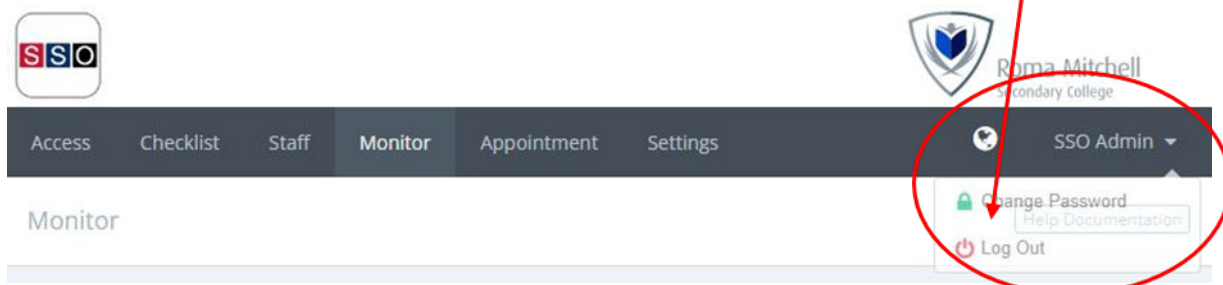 SSO
Roma Mitchell
Secondary College
Access Checklist Staff Monitor Appointment Settings SSO Admin
Monitor
Change Password
Help Documentation
Log Out